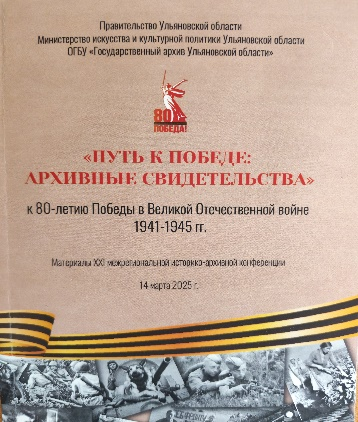 Правительство Ульяновской области
Министерство искусства и культурной политики Ульяновской области
ОГБУ «Государственный архив Ульяновской области»
80
ПОБЕДА!
«ПУТЬ К ПОБЕДЕ:
АРХИВНЫЕ СВИДЕТЕЛЬСТВА»
к 80-летию Победы в Великой Отечественной войне
1941-1945 гг.
Материалы XXI межрегиональной историко-архивной конференции
14 марта 2025 г.